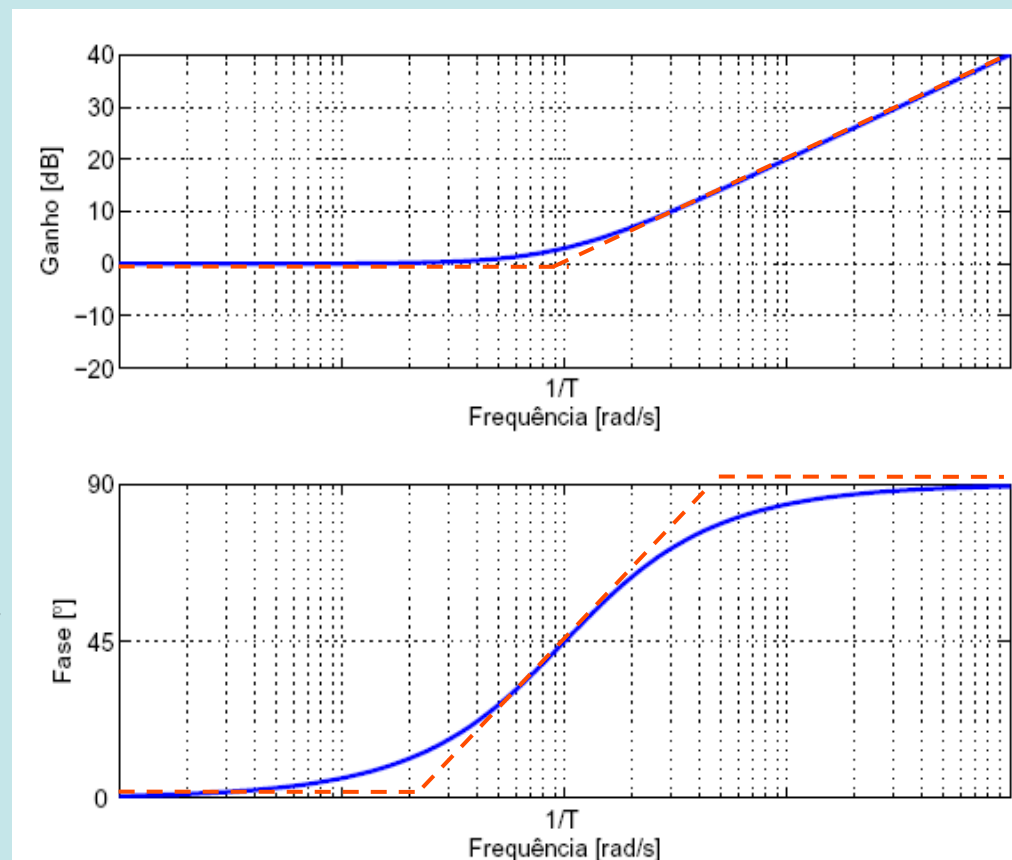 40
30
20
10
0
−10
−20
Ganho [dB]
1/T
Frequência [rad/s]
90
45
0
Fase [º]
1/T
Frequência [rad/s]